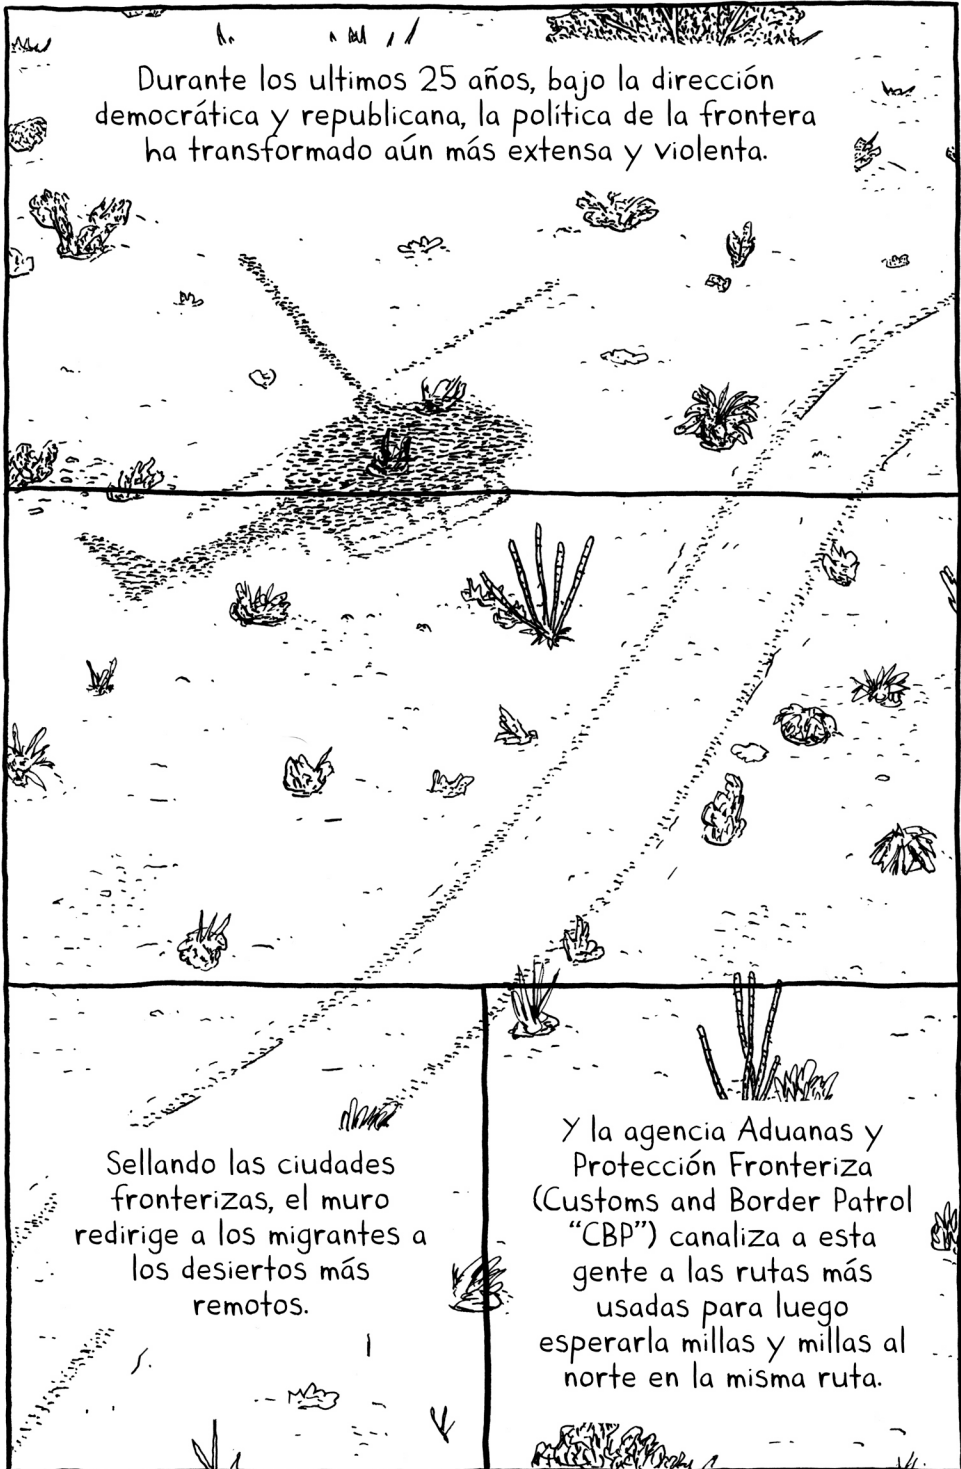 Durante los ultimos 25 años, bajo la dirección
democrática y republicana, la política de la frontera
ha transformado aún más extensa y violenta.
Sellando las ciudades
fronterizas, el muro
redirige a los migrantes a
los desiertos más
remotos.
Y la agencia Aduanas y
Protección Fronteriza
(Customs and Border Patrol
“CBP”) canaliza a esta
gente a las rutas más
usadas para luego
esperarla millas y millas al
norte en la misma ruta.